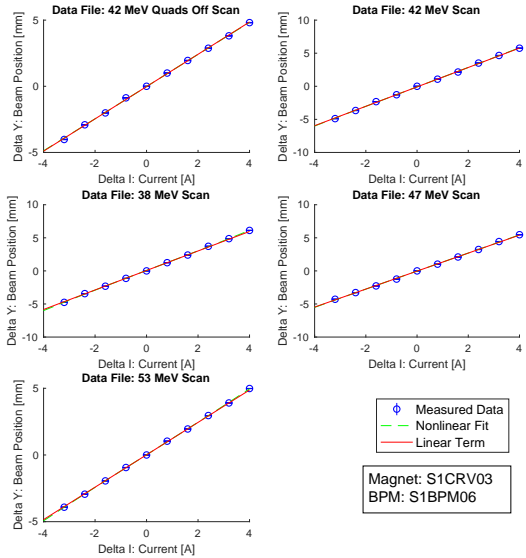 Data File: 42 MeV Quads Off Scan
Delta Y: Beam Position [mm]
5
0
-5
-4 -2 0 2 4
Delta I: Current [A]
Data File: 42 MeV Scan
Delta Y: Beam Position [mm]
10
5
0
-5
-10
-4 -2 0 2 4
Delta I: Current [A]
Data File: 38 MeV Scan
Delta Y: Beam Position [mm]
10
5
0
-5
-10
-4 -2 0 2 4
Delta I: Current [A]
Data File: 47 MeV Scan
Delta Y: Beam Position [mm]
10
5
0
-5
-10
-4 -2 0 2 4
Delta I: Current [A]
Data File: 53 MeV Scan
Delta Y: Beam Position [mm]
5
0
-5
-4 -2 0 2 4
Delta I: Current [A]
Measured Data
Nonlinear Fit
Linear Term
Magnet: S1CRV03
BPM: S1BPM06